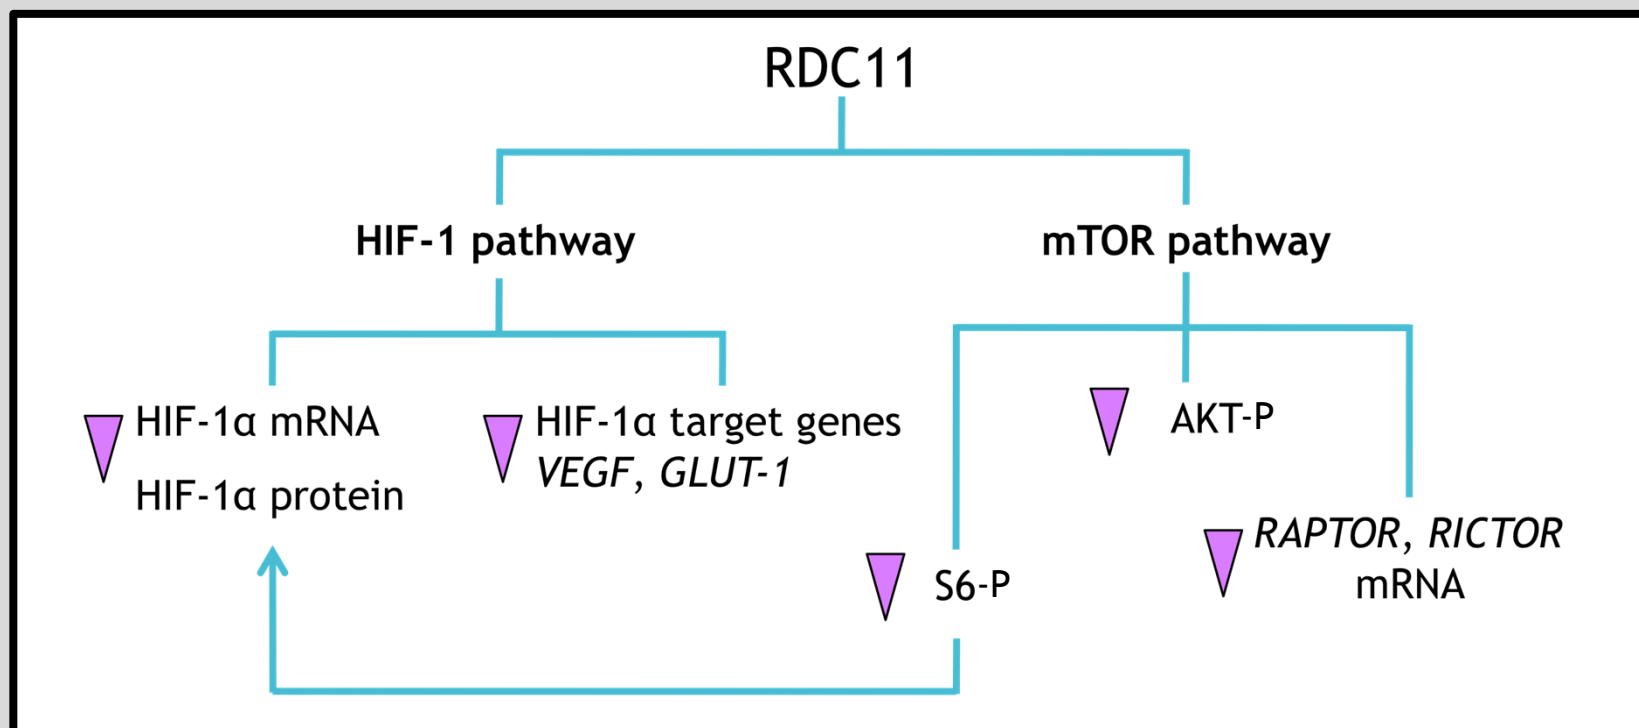 RDC11
HIF-1 pathway
mTOR pathway
HIF-1α mRNA
HIF-1α protein
HIF-1α target genes
VEGF, GLUT-1
AKT-P
S6-P
RAPTOR, RICTOR
mRNA